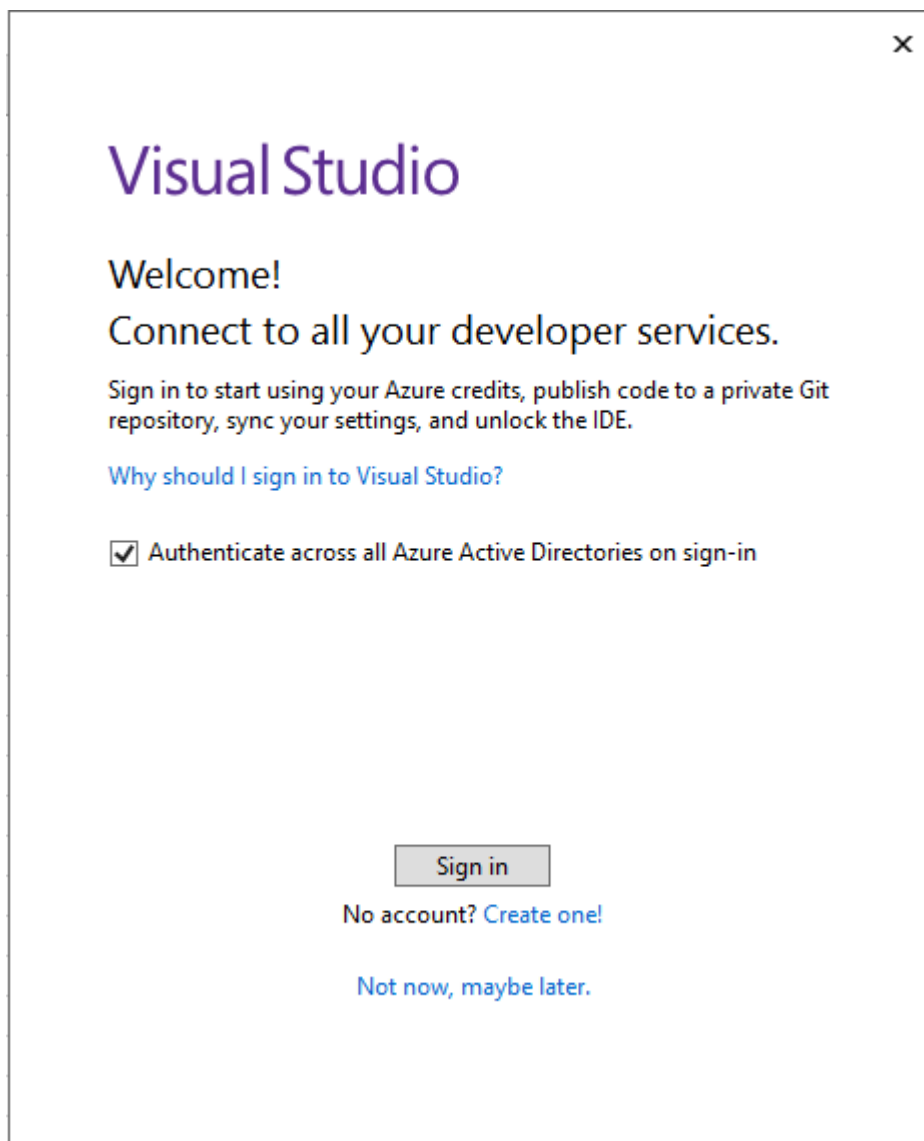 Visual Studio
Welcome!
Connect to all your developer services.
Sign in to start using your Azure credits, publish code to a private Git
repository, sync your settings, and unlock the IDE.
Why should I sign in to Visual Studio?
Authenticate across all Azure Active Directories on sign-in
Sign in
No account? Create one!
Not now, maybe later.